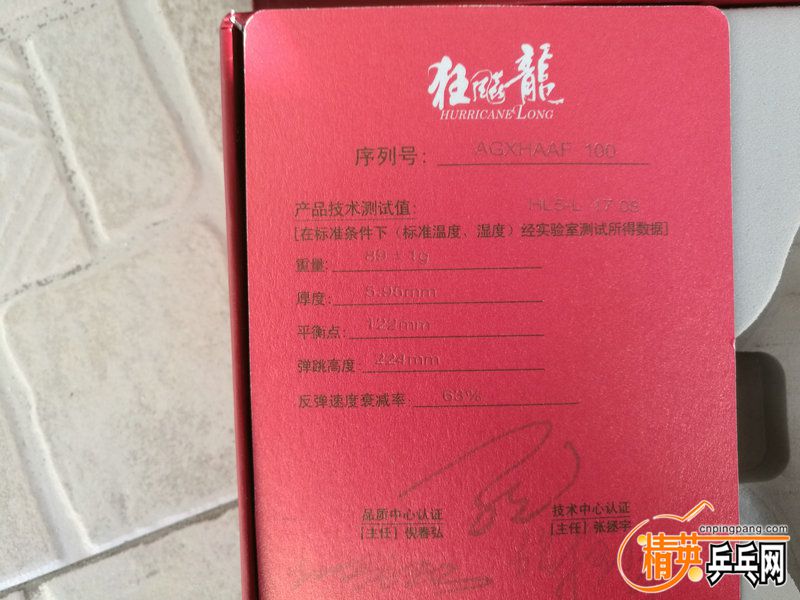 狂飚龍
HURRICANE LONG
序列号： AGXHAAF 100
产品技术测试值： HL5-L 17 09
[在标准条件下（标准温度、湿度）经实验室测试所得数据]
重量： 89 ± 1g
厚度： 5.95mm
平衡点： 122mm
弹跳高度： 224mm
反弹速度衰减率： 63%
品质中心认证
[主任] 倪春弘
技术中心认证
[主任] 张拯宇
cnpingpang.com
精英乒乓网